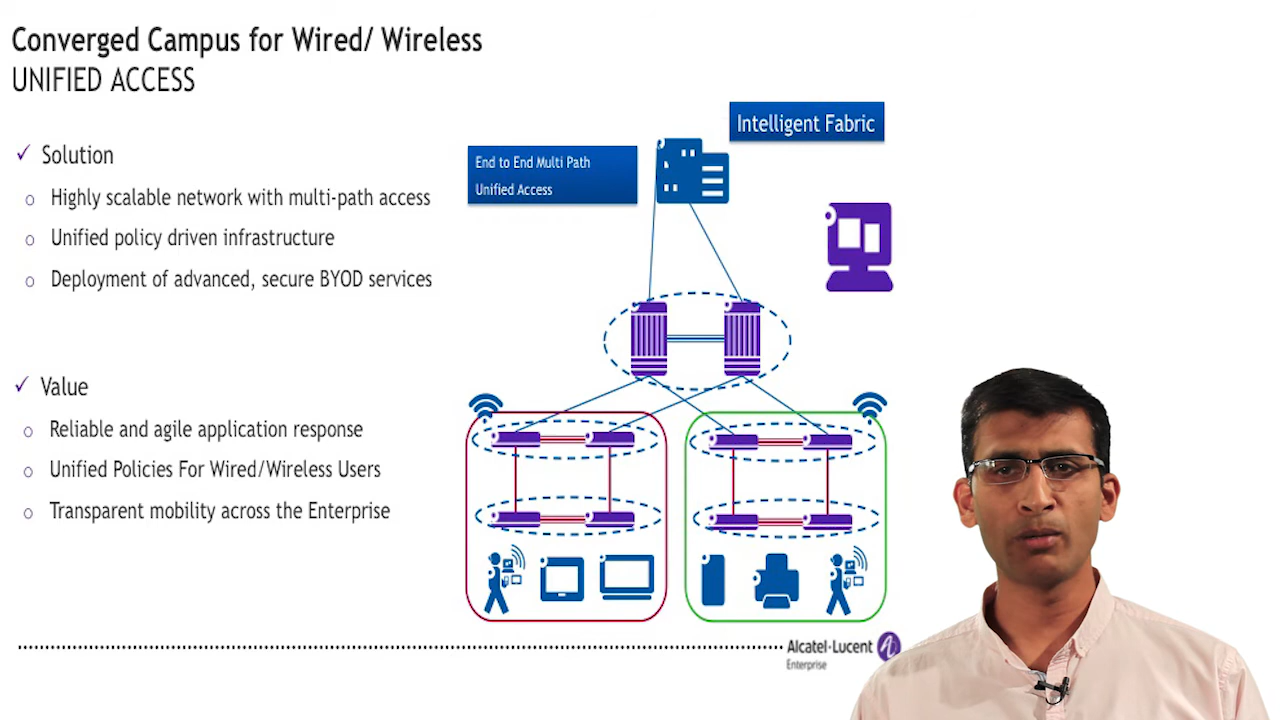 Converged Campus for Wired/ Wireless
UNIFIED ACCESS
✓ Solution
o Highly scalable network with multi-path access
o Unified policy driven infrastructure
o Deployment of advanced, secure BYOD services
✓ Value
o Reliable and agile application response
o Unified Policies For Wired/Wireless Users
o Transparent mobility across the Enterprise
Intelligent Fabric
End to End Multi Path
Unified Access
Alcatel·Lucent
Enterprise